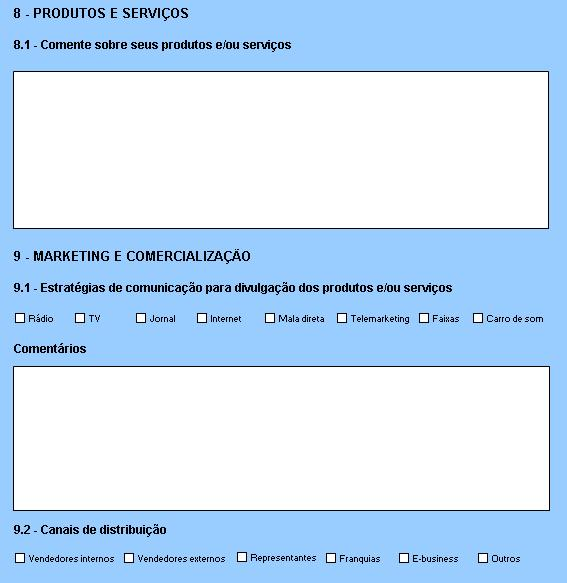 8 - PRODUTOS E SERVIÇOS
8.1 - Comente sobre seus produtos e/ou serviços
9 - MARKETING E COMERCIALIZAÇÃO
9.1 - Estratégias de comunicação para divulgação dos produtos e/ou serviços
Rádio TV Jornal Internet Mala direta Telemarketing Faixas Carro de som
Comentários
9.2 - Canais de distribuição
Vendedores internos Vendedores externos Representantes Franquias E-business Outros